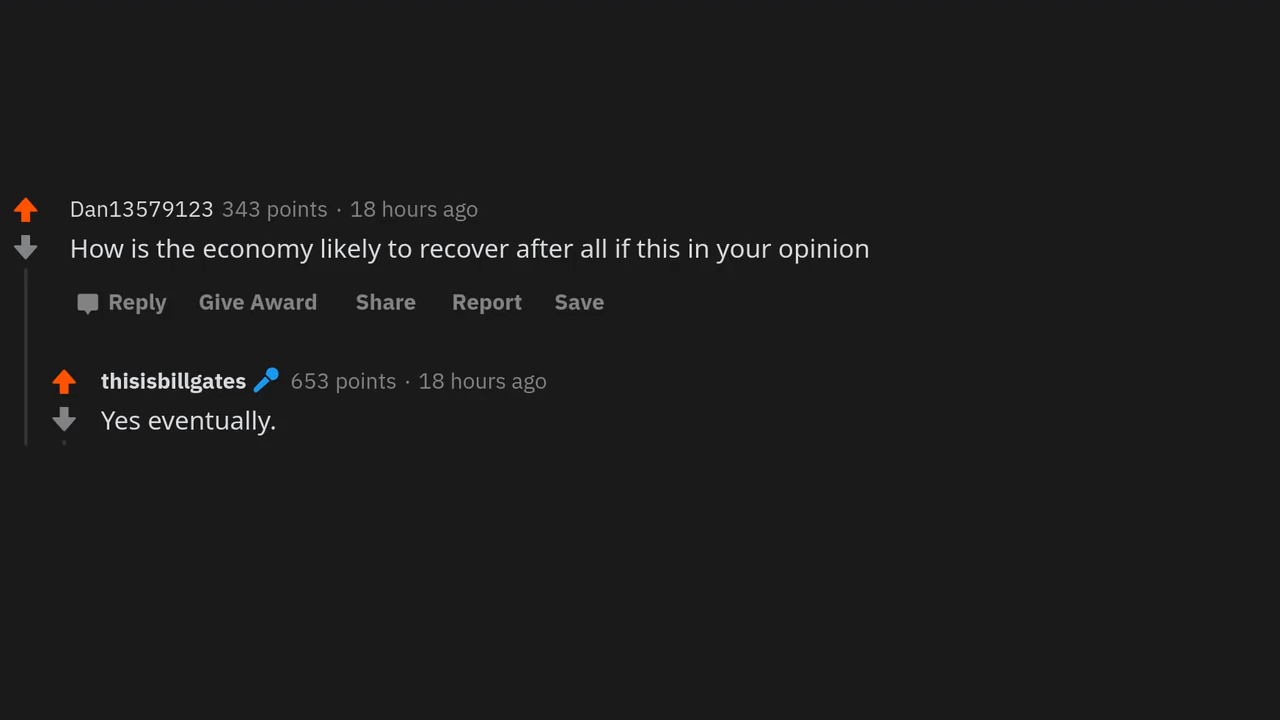 Dan13579123 343 points · 18 hours ago
How is the economy likely to recover after all if this in your opinion
Reply Give Award Share Report Save
thisisbillgates 653 points · 18 hours ago
Yes eventually.